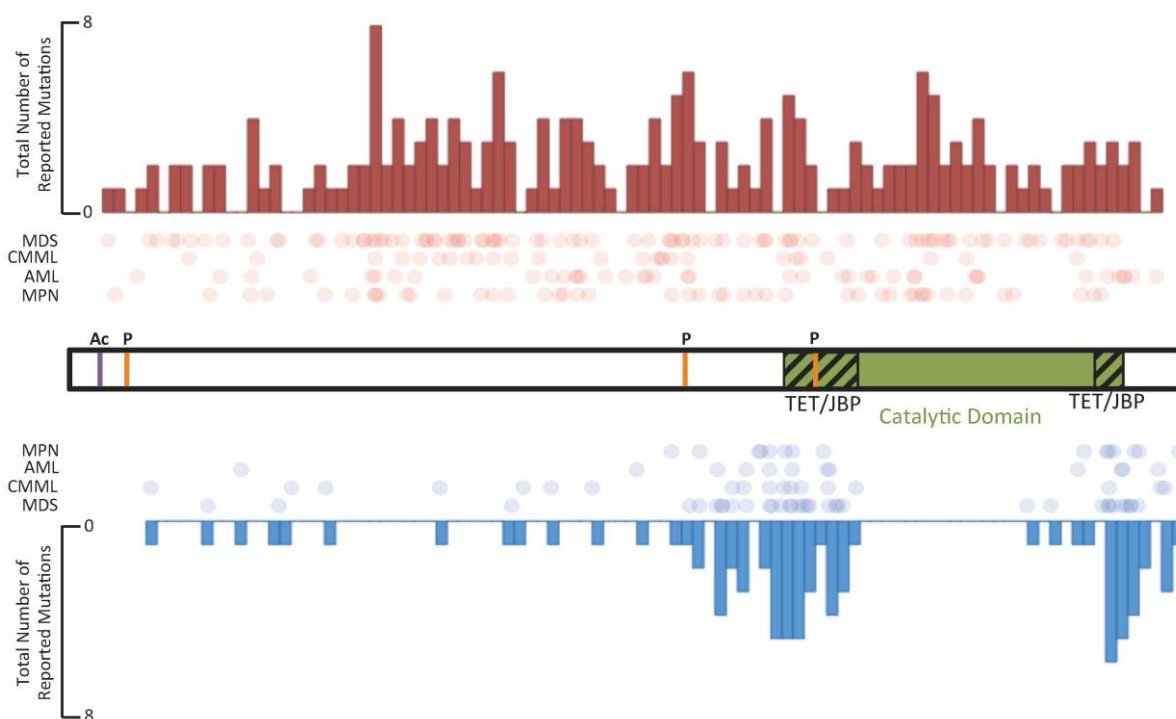 8
Total Number of
Reported Mutations
0
MDS
CMML
AML
MPN
Ac P P P
TET/JBP TET/JBP
Catalytic Domain
MPN
AML
CMML
MDS
0
Total Number of
Reported Mutations
8